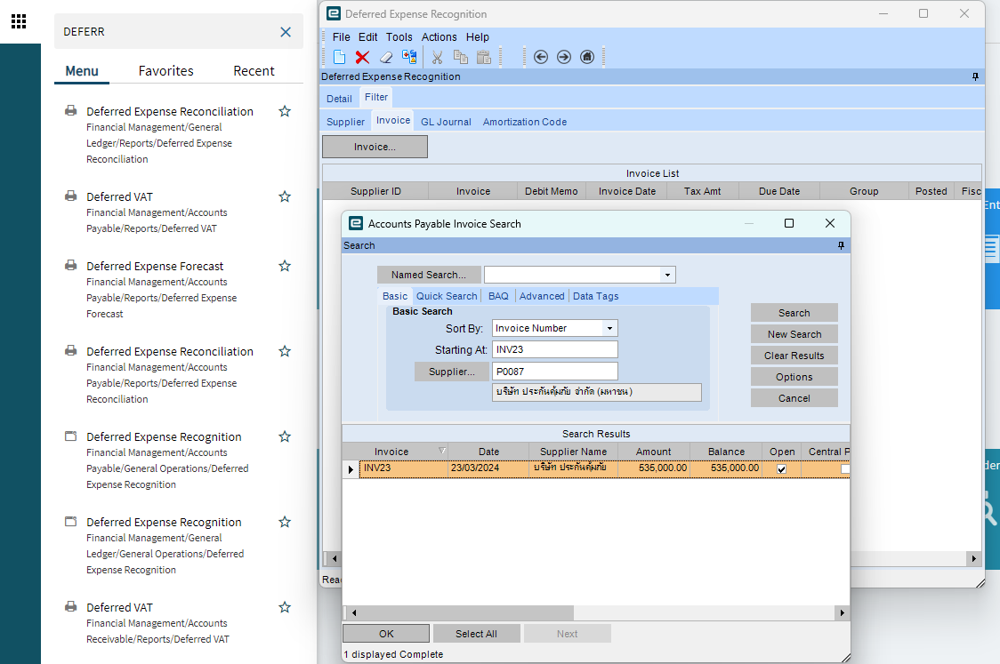 DEFERR
Menu
Favorites
Recent
Deferred Expense Reconciliation
Financial Management/General
Ledger/Reports/Deferred Expense
Reconciliation
Deferred VAT
Financial Management/Accounts
Payable/Reports/Deferred VAT
Deferred Expense Forecast
Financial Management/Accounts
Payable/Reports/Deferred Expense
Forecast
Deferred Expense Reconciliation
Financial Management/Accounts
Payable/Reports/Deferred Expense
Reconciliation
Deferred Expense Recognition
Financial Management/Accounts
Payable/General Operations/Deferred
Expense Recognition
Deferred Expense Recognition
Financial Management/General
Ledger/General Operations/Deferred
Expense Recognition
Deferred VAT
Financial Management/Accounts
Receivable/Reports/Deferred VAT
Deferred Expense Recognition
File Edit Tools Actions Help
Deferred Expense Recognition
Detail Filter
Supplier Invoice GL Journal Amortization Code
Invoice...
Invoice List
Supplier ID Invoice Debit Memo Invoice Date Tax Amt Due Date Group Posted Fisc
Accounts Payable Invoice Search
Search
Named Search...
Basic Quick Search BAQ Advanced Data Tags
Basic Search
Sort By: Invoice Number
Starting At: INV23
Supplier... P0087
บริษัท ประกันคุ้มภัย จำกัด (มหาชน)
Search
New Search
Clear Results
Options
Cancel
Search Results
Invoice Date Supplier Name Amount Balance Open Central P
INV23 23/03/2024 บริษัท ประกันคุ้มภัย 535,000.00 535,000.00
OK Select All Next
1 displayed Complete
Rea
Ent
der